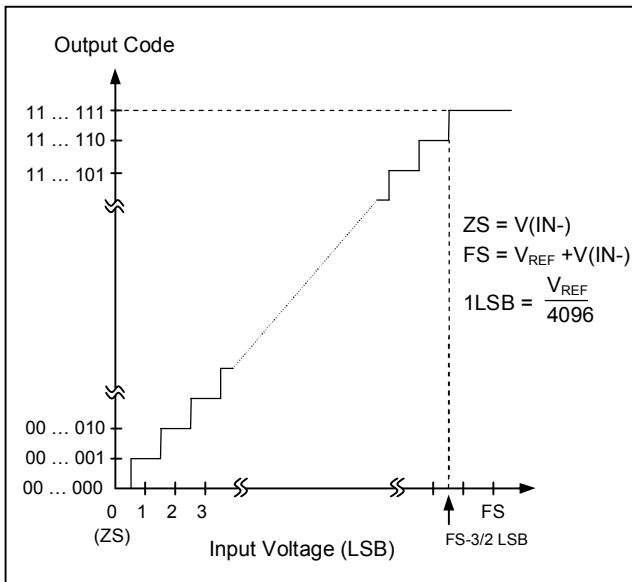 Output Code
11 ... 111
11 ... 110
11 ... 101
ZS = V(IN-)
FS = VREF +V(IN-)
1LSB = VREF
4096
00 ... 010
00 ... 001
00 ... 000
0 1 2 3 FS
(ZS)
Input Voltage (LSB)
FS-3/2 LSB